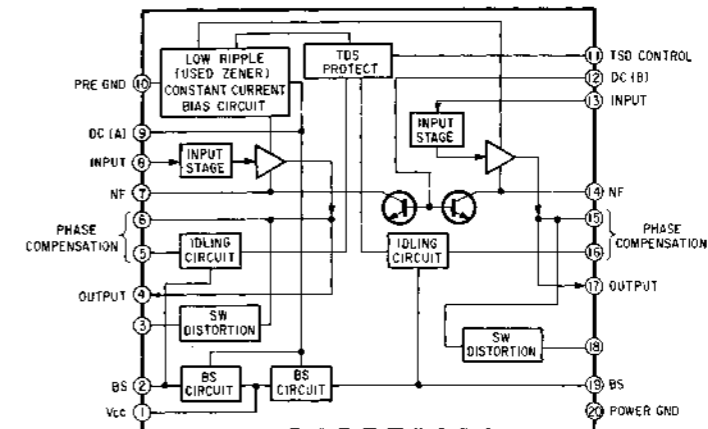 LOW RIPPLE
(USED ZENER)
CONSTANT CURRENT
BIAS CIRCUIT
TDS
PROTECT
11 TSD CONTROL
PRE GND 10
12 DC (B)
13 INPUT
INPUT
STAGE
DC (A) 9
INPUT 8
INPUT
STAGE
NF 7
14 NF
6
15
PHASE
COMPENSATION
PHASE
COMPENSATION
5
IDLING
CIRCUIT
IDLING
CIRCUIT
16
OUTPUT 4
17 OUTPUT
3
SW
DISTORTION
SW
DISTORTION
18
BS 2
BS
CIRCUIT
BS
CIRCUIT
19 BS
Vcc 1
20 POWER GND